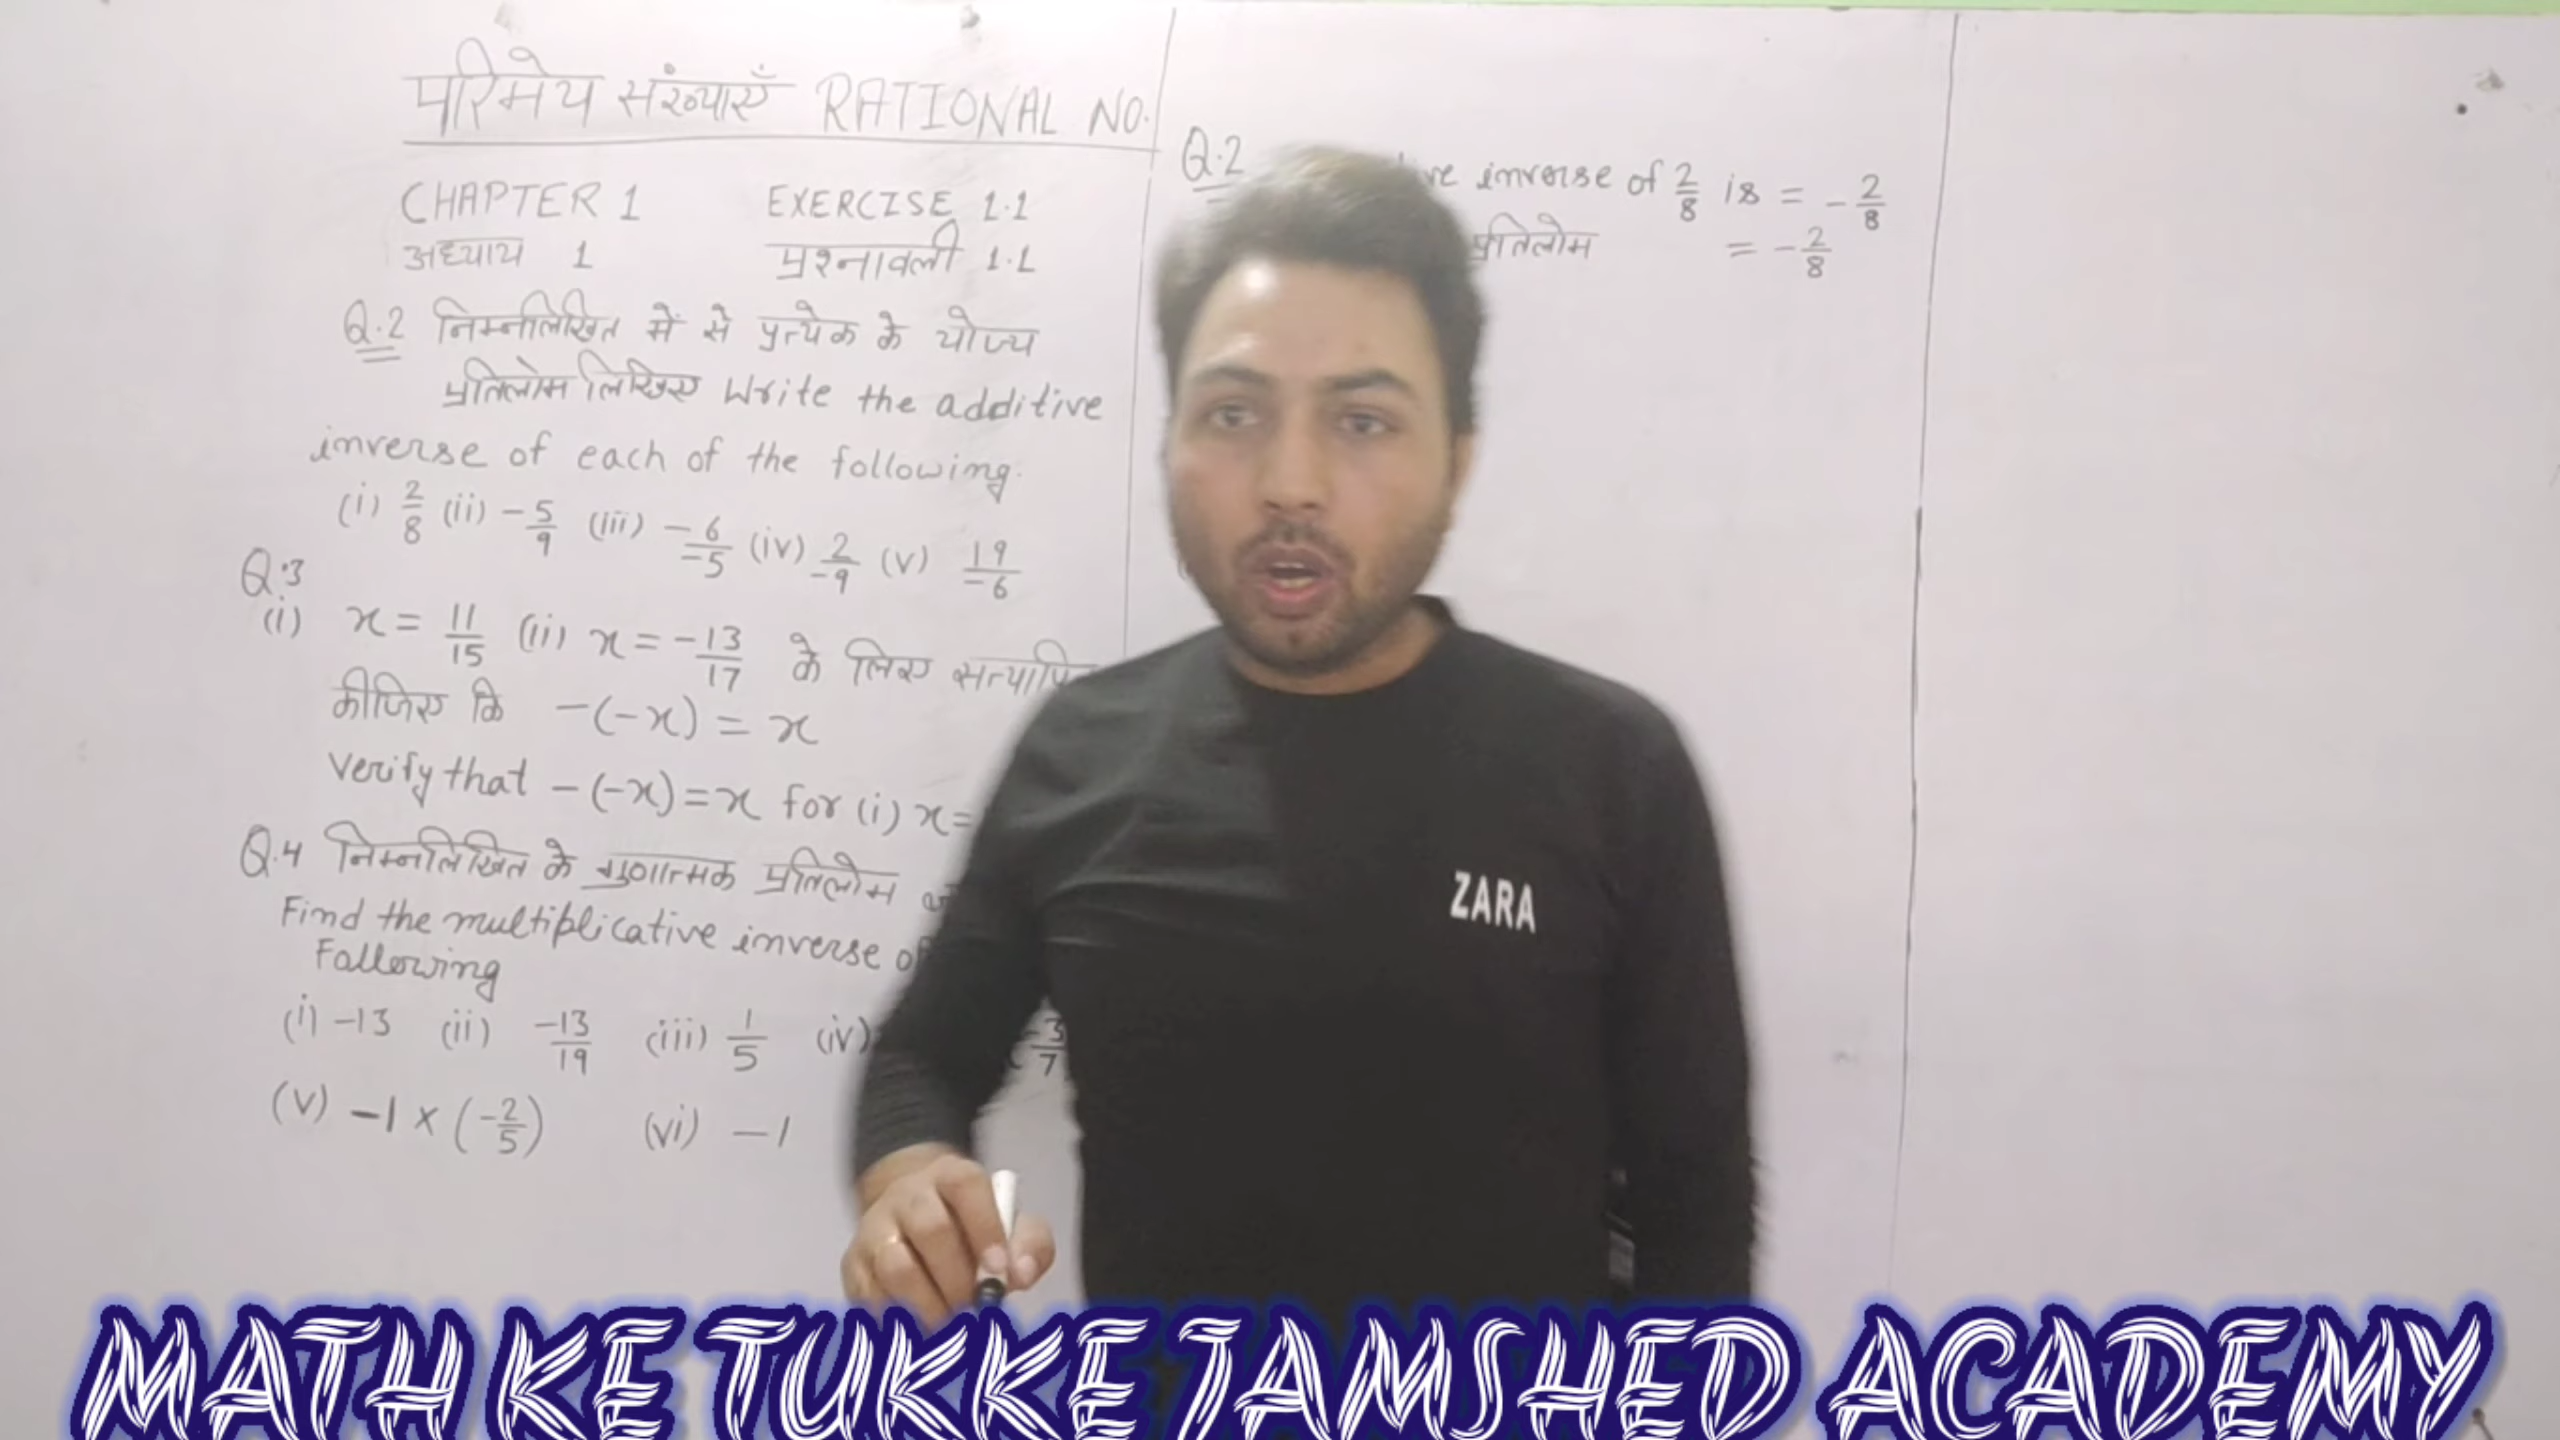 परिमेय संख्याएँ RATIONAL NO.
CHAPTER 1 EXERCISE 1.1
अध्याय 1 प्रश्नावली 1.1
Q.2 निम्नलिखित में से प्रत्येक के योज्य
प्रतिलोम लिखिए Write the additive
inverse of each of the following.
(i) 2/8 (ii) -5/9 (iii) -6/-5 (iv) 2/-9 (v) 19/-6
Q.3
(i) x = 11/15 (ii) x = -13/17 के लिए
कीजिए कि -(-x) = x
verify that -(-x) = x for (i) x =
Q.4 निम्नलिखित के गुणात्मक प्रतिलोम
Find the multiplicative inverse of
Following
(i) -13 (ii) -13/19 (iii) 1/5 (iv) -3/7
(v) -1 × (-2/5) (vi) -1
Q.2 inverse of 2/8 is = -2/8
प्रतिलोम = -2/8
ZARA
MATH KE TUKKE JAMSHED ACADEMY